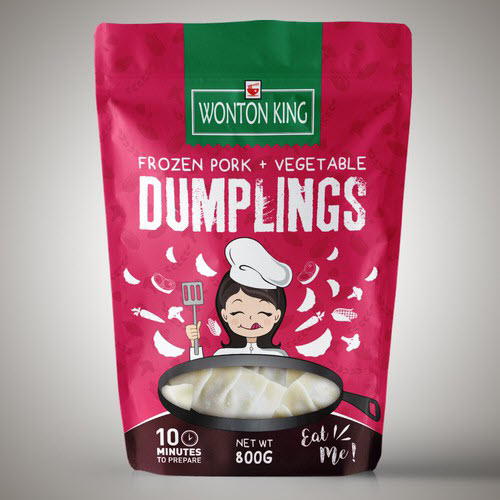 WONTON KING
FROZEN PORK + VEGETABLE
DUMPLINGS
10
MINUTES
TO PREPARE
NET WT
800G
Eat
Me!